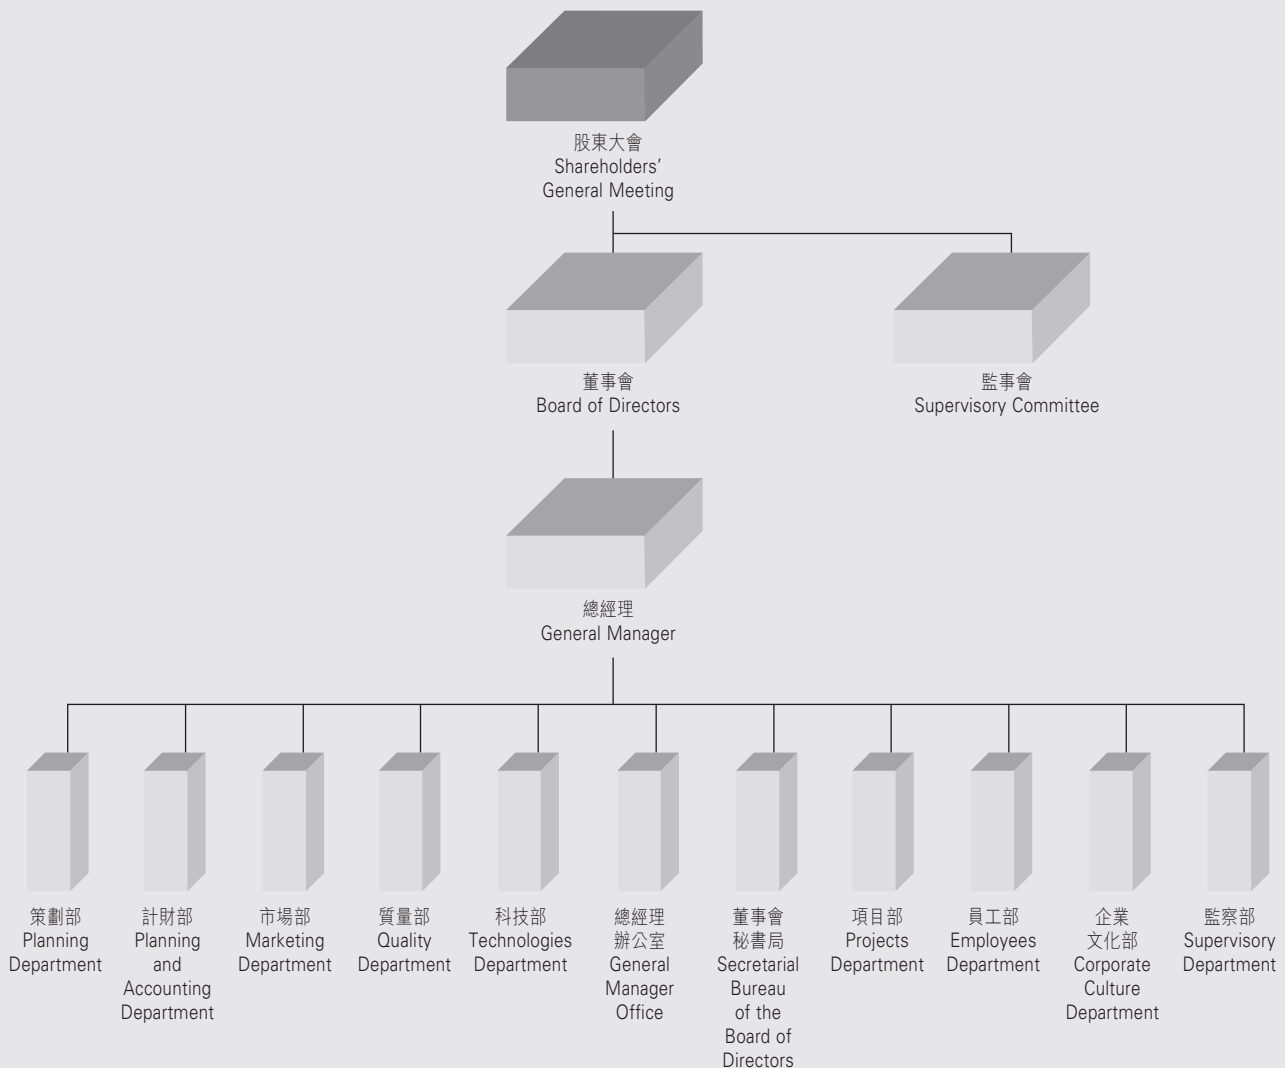 股東大會
Shareholders'
General Meeting
董事會
Board of Directors
監事會
Supervisory Committee
總經理
General Manager
策劃部
Planning
Department
計財部
Planning
and
Accounting
Department
市場部
Marketing
Department
質量部
Quality
Department
科技部
Technologies
Department
總經理
辦公室
General
Manager
Office
董事會
秘書局
Secretarial
Bureau
of the
Board of
Directors
項目部
Projects
Department
員工部
Employees
Department
企業
文化部
Corporate
Culture
Department
監察部
Supervisory
Department